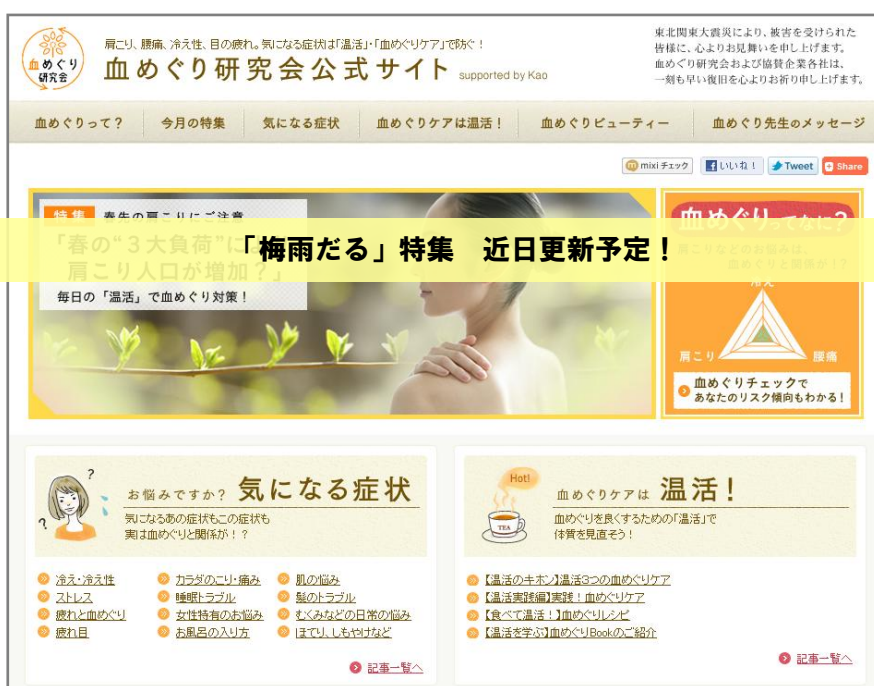 血めぐり
研究会
肩こり、腰痛、冷え性、目の疲れ。気になる症状は「温活」・「血めぐりケア」で防ぐ！
血めぐり研究会公式サイト supported by Kao
東北関東大震災により、被害を受けられた
皆様に、心よりお見舞いを申し上げます。
血めぐり研究会および協賛企業各社は、
一刻も早い復旧を心よりお祈り申し上げます。
血めぐりって？ 今月の特集 気になる症状 血めぐりケアは温活！ 血めぐりビューティー 血めぐり先生のメッセージ
mixi チェック いいね！ Tweet Share
特集 春先の肩こりにご注意
「春の“3大負荷”に
肩こり人口が増加？」
毎日の「温活」で血めぐり対策！
「梅雨だる」特集 近日更新予定！
血めぐりってなに？
肩こりなどのお悩みは、
血めぐりと関係が！？
冷え
肩こり 腰痛
血めぐりチェックで
あなたのリスク傾向もわかる！
お悩みですか？ 気になる症状
気になるあの症状もこの症状も
実は血めぐりと関係が！？
冷え・冷え性 カラダのこり・痛み 肌の悩み
ストレス 睡眠トラブル 髪のトラブル
疲れと血めぐり 女性特有のお悩み むくみなどの日常の悩み
疲れ目 お風呂の入り方 ほてり、しもやけなど
記事一覧へ
Hot!
TEA
血めぐりケアは 温活！
血めぐりを良くするための「温活」で
体質を見直そう！
【温活のキホン】温活3つの血めぐりケア
【温活実践編】実践！血めぐりケア
【食べて温活！】血めぐりレシピ
【温活を学ぶ】血めぐりBookのご紹介
記事一覧へ